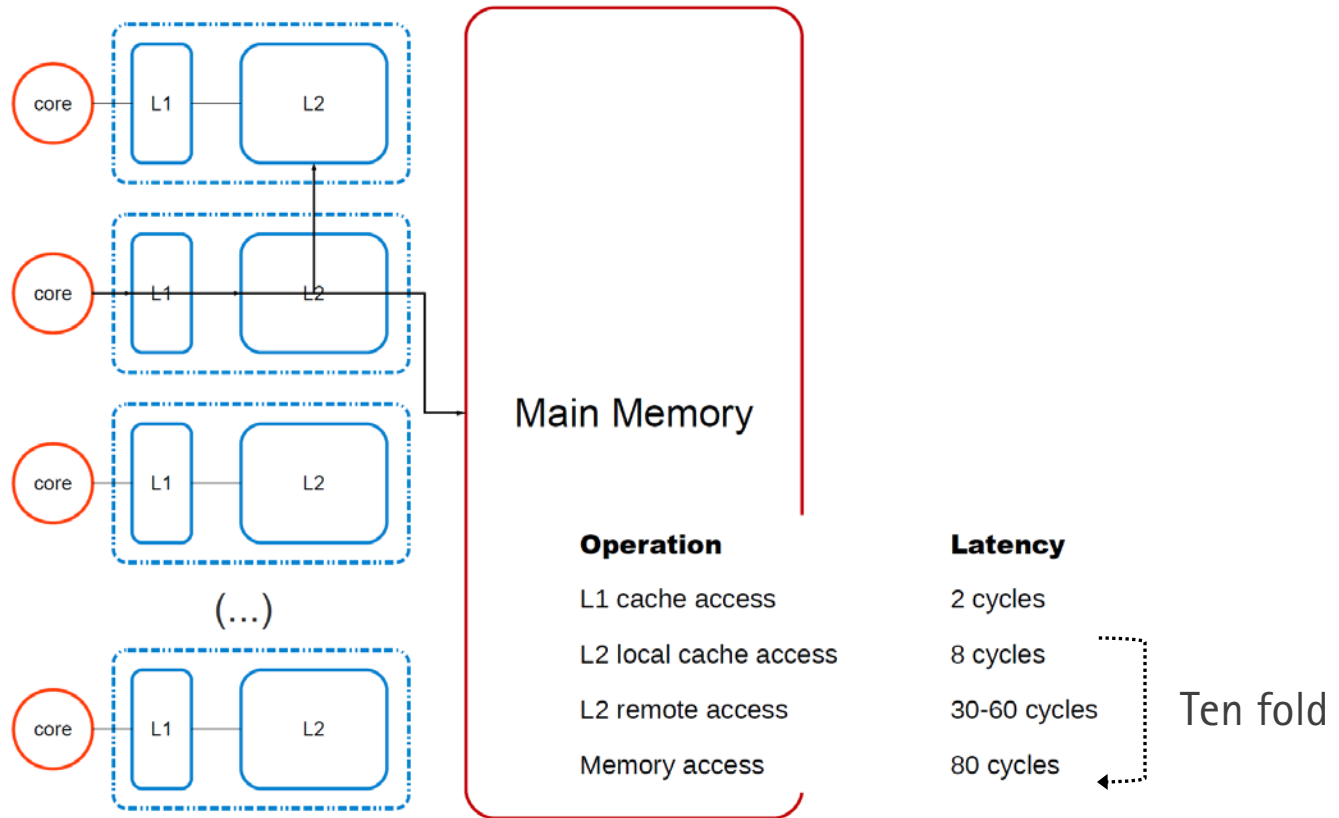 core L1 L2
core L1 L2
Main Memory
core L1 L2
(...)
core L1 L2
Operation Latency
L1 cache access 2 cycles
L2 local cache access 8 cycles
L2 remote access 30-60 cycles
Memory access 80 cycles
Ten fold